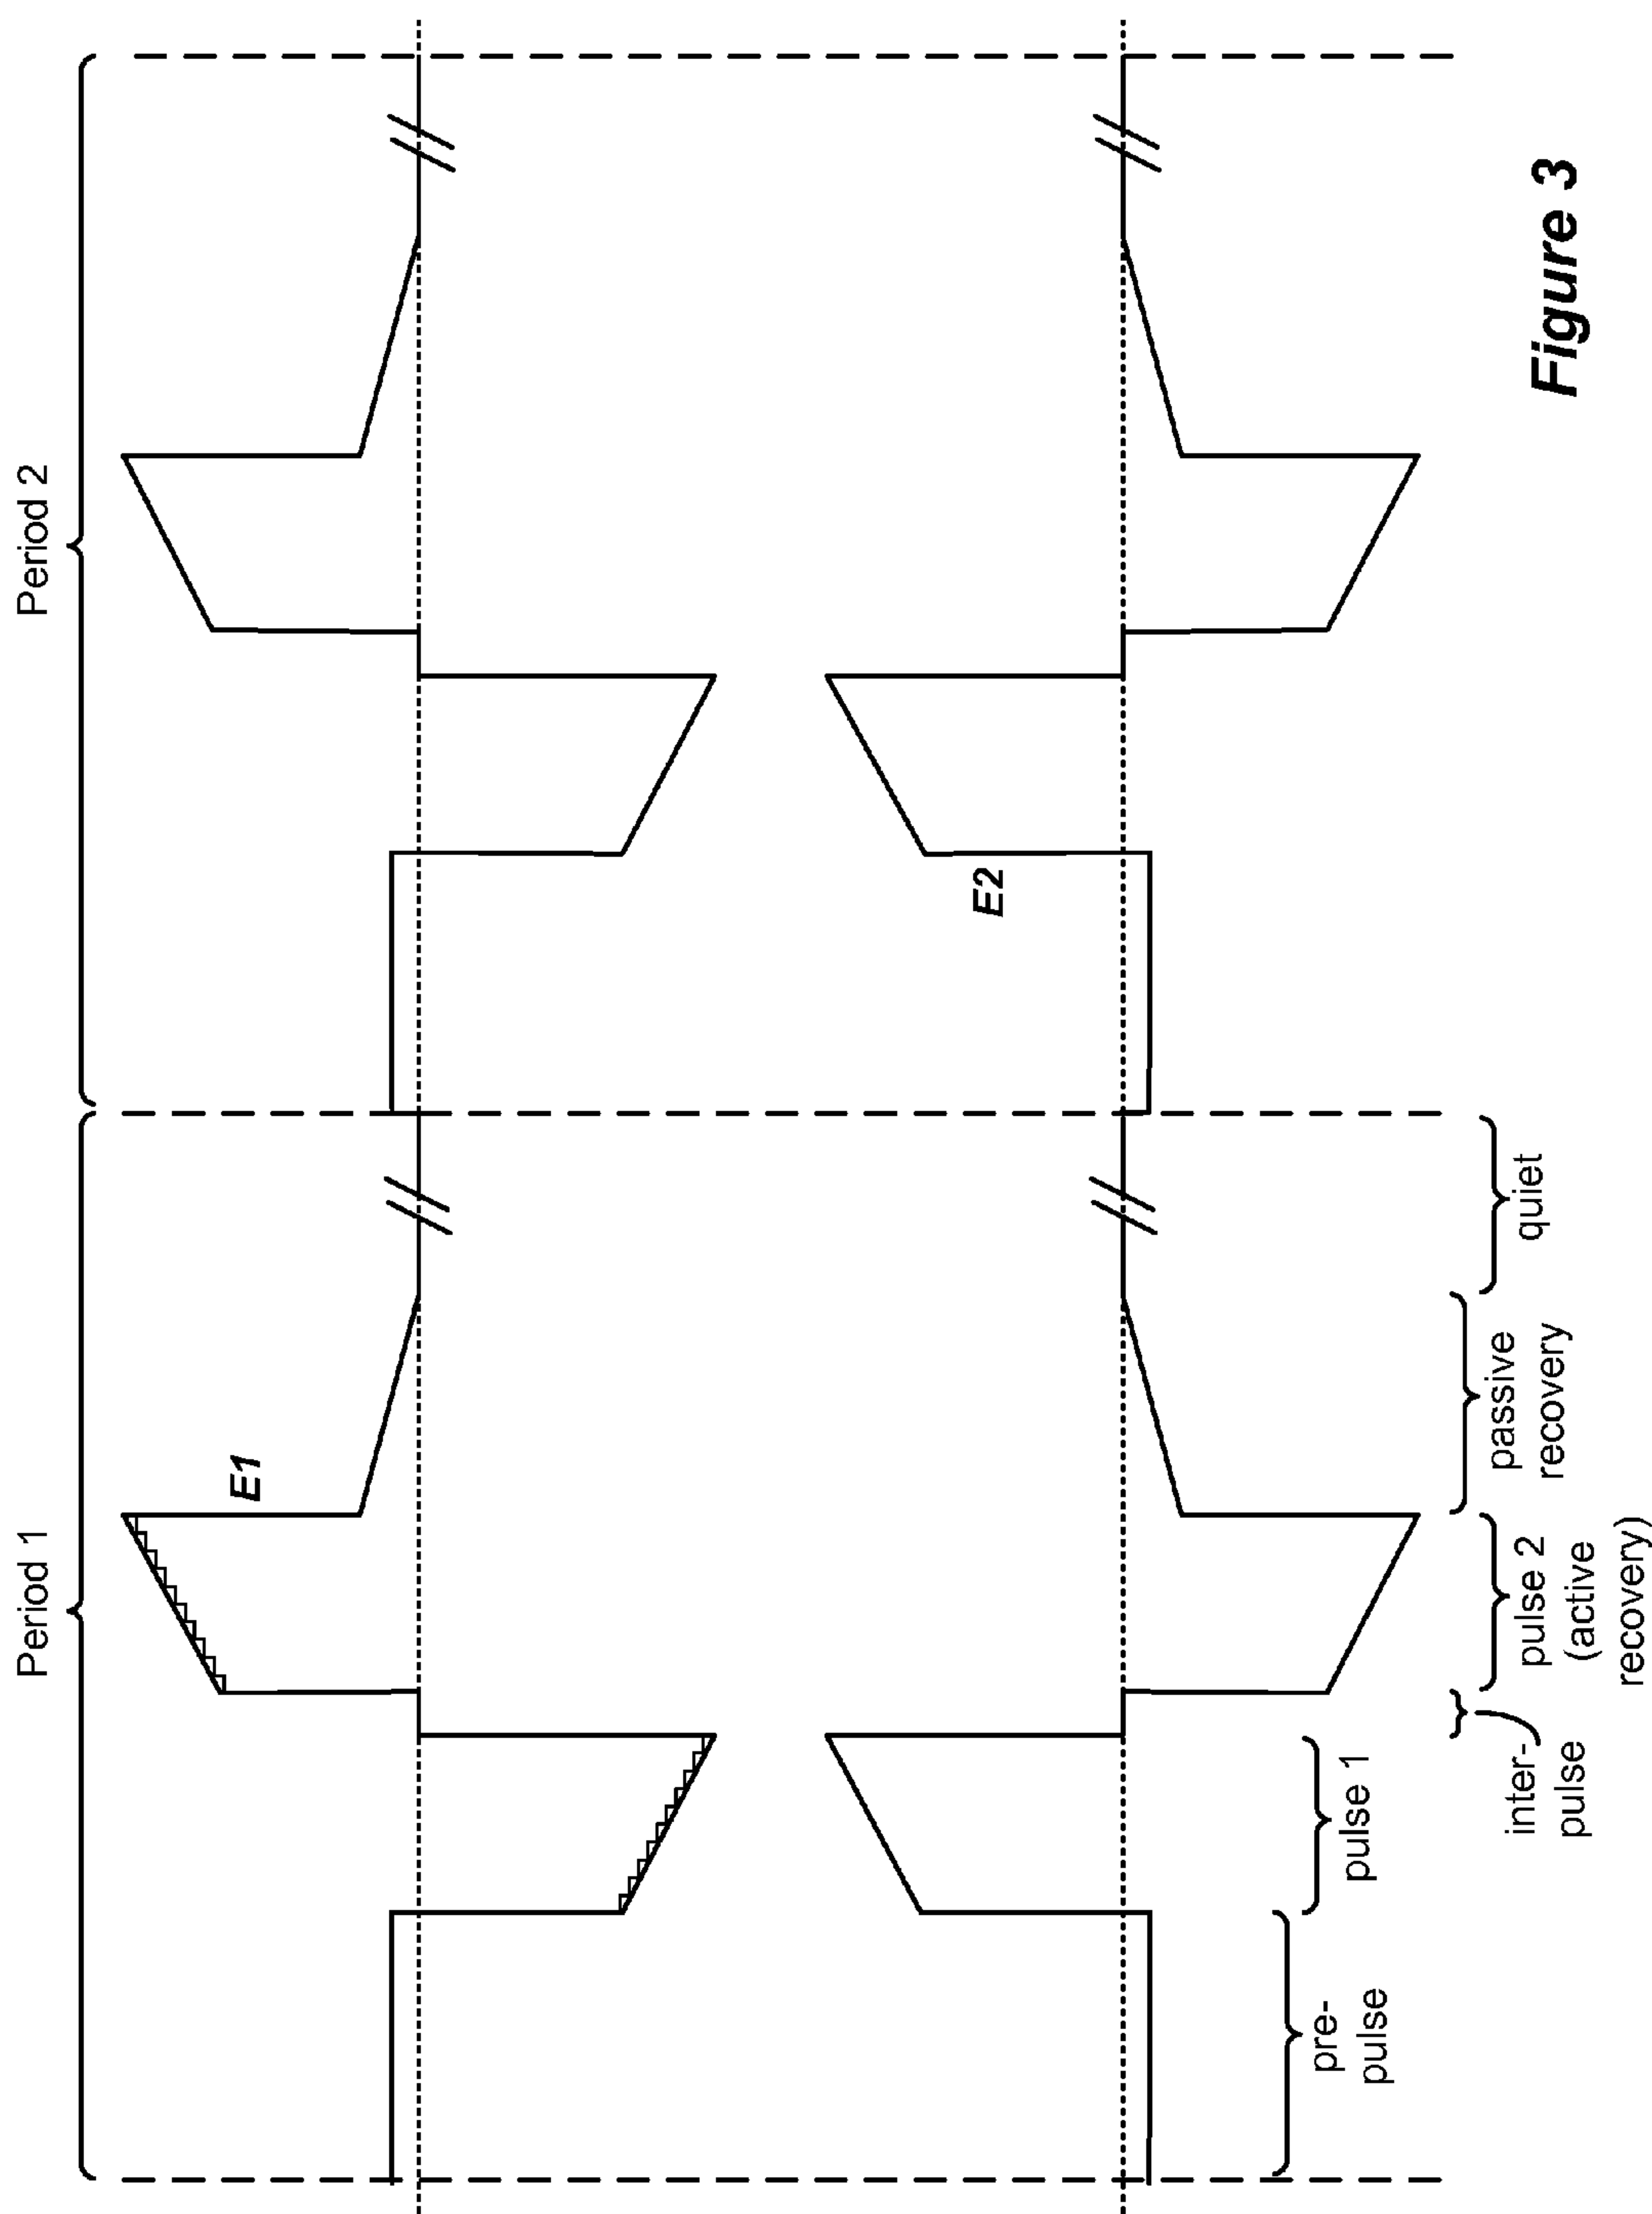 Period 1
Period 2
E1
E2
pre-
pulse
pulse 1
inter-
pulse
pulse 2
(active
recovery)
passive
recovery
quiet
Figure 3